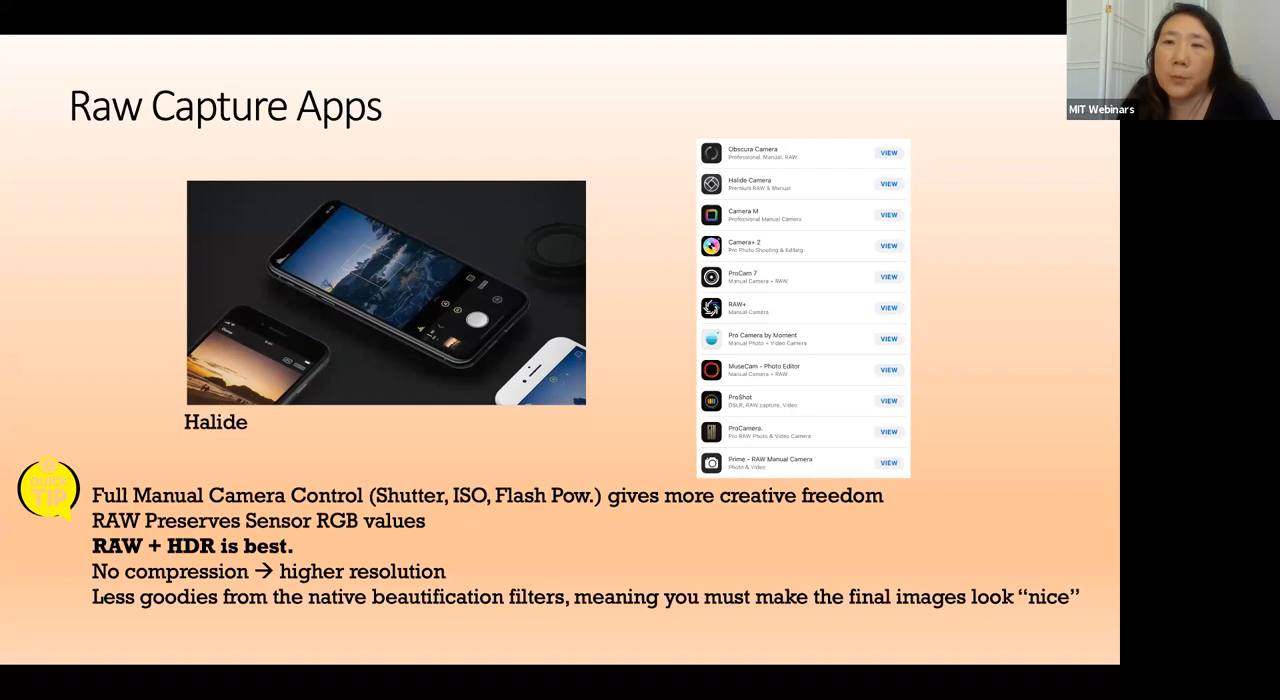 Raw Capture Apps
MIT Webinars
Obscura Camera
Professional. Manual. RAW.
VIEW
Halide Camera
Premium RAW & Manual
VIEW
Camera M
Professional Manual Camera
VIEW
Camera+ 2
Pro Photo Shooting & Editing
VIEW
ProCam 7
Manual Camera + RAW
VIEW
RAW+
Manual Camera
VIEW
Pro Camera by Moment
Manual Photo + Video Camera
VIEW
MuseCam - Photo Editor
Manual Camera + RAW
VIEW
ProShot
DSLR, RAW capture, Video
VIEW
ProCamera.
Pro RAW Photo & Video Camera
VIEW
Prime - RAW Manual Camera
Photo & Video
VIEW
Halide
QUICK
TIP
Full Manual Camera Control (Shutter, ISO, Flash Pow.) gives more creative freedom
RAW Preserves Sensor RGB values
RAW + HDR is best.
No compression → higher resolution
Less goodies from the native beautification filters, meaning you must make the final images look “nice”